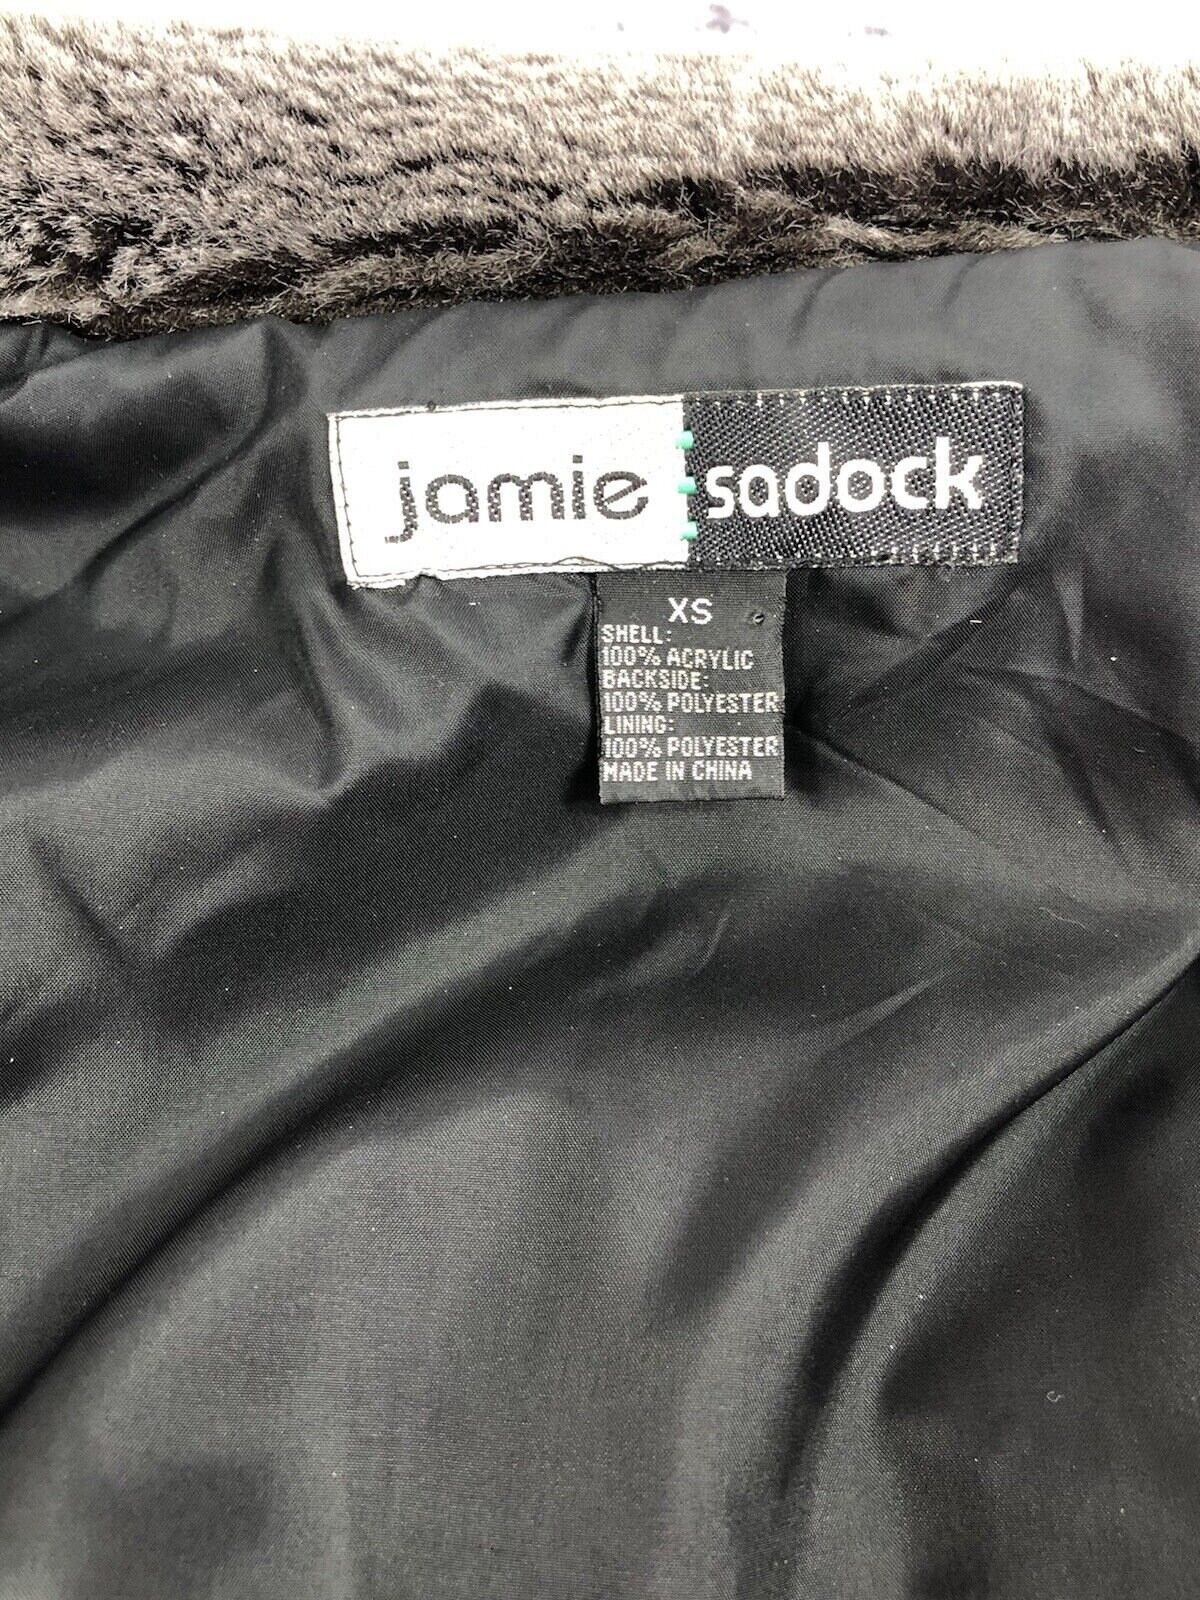 jamie sadock
XS
SHELL:
100% ACRYLIC
BACKSIDE:
100% POLYESTER
LINING:
100% POLYESTER
MADE IN CHINA